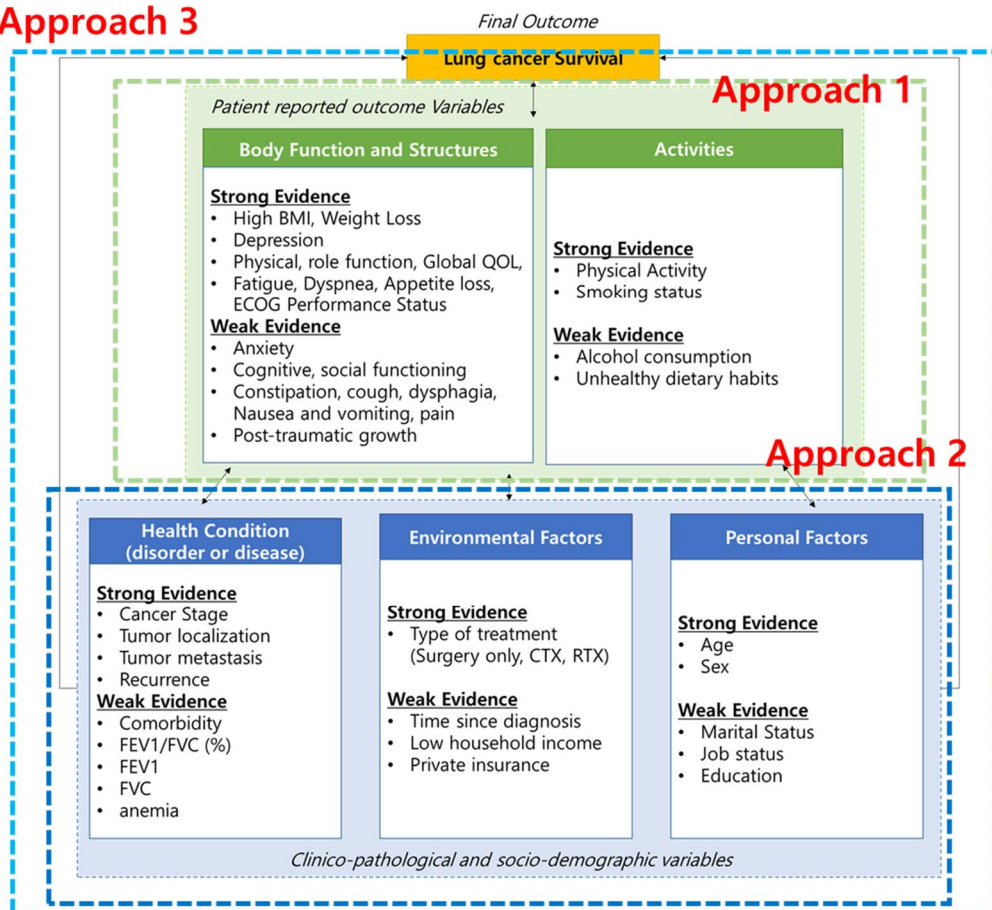 Approach 3
Final Outcome
Lung cancer Survival
Approach 1
Patient reported outcome Variables
Body Function and Structures
Strong Evidence
• High BMI, Weight Loss
• Depression
• Physical, role function, Global QOL,
• Fatigue, Dyspnea, Appetite loss,
ECOG Performance Status
Weak Evidence
• Anxiety
• Cognitive, social functioning
• Constipation, cough, dysphagia,
Nausea and vomiting, pain
• Post-traumatic growth
Activities
Strong Evidence
• Physical Activity
• Smoking status
Weak Evidence
• Alcohol consumption
• Unhealthy dietary habits
Approach 2
Health Condition
(disorder or disease)
Strong Evidence
• Cancer Stage
• Tumor localization
• Tumor metastasis
• Recurrence
Weak Evidence
• Comorbidity
• FEV1/FVC (%)
• FEV1
• FVC
• anemia
Environmental Factors
Strong Evidence
• Type of treatment
(Surgery only, CTX, RTX)
Weak Evidence
• Time since diagnosis
• Low household income
• Private insurance
Personal Factors
Strong Evidence
• Age
• Sex
Weak Evidence
• Marital Status
• Job status
• Education
Clinico-pathological and socio-demographic variables